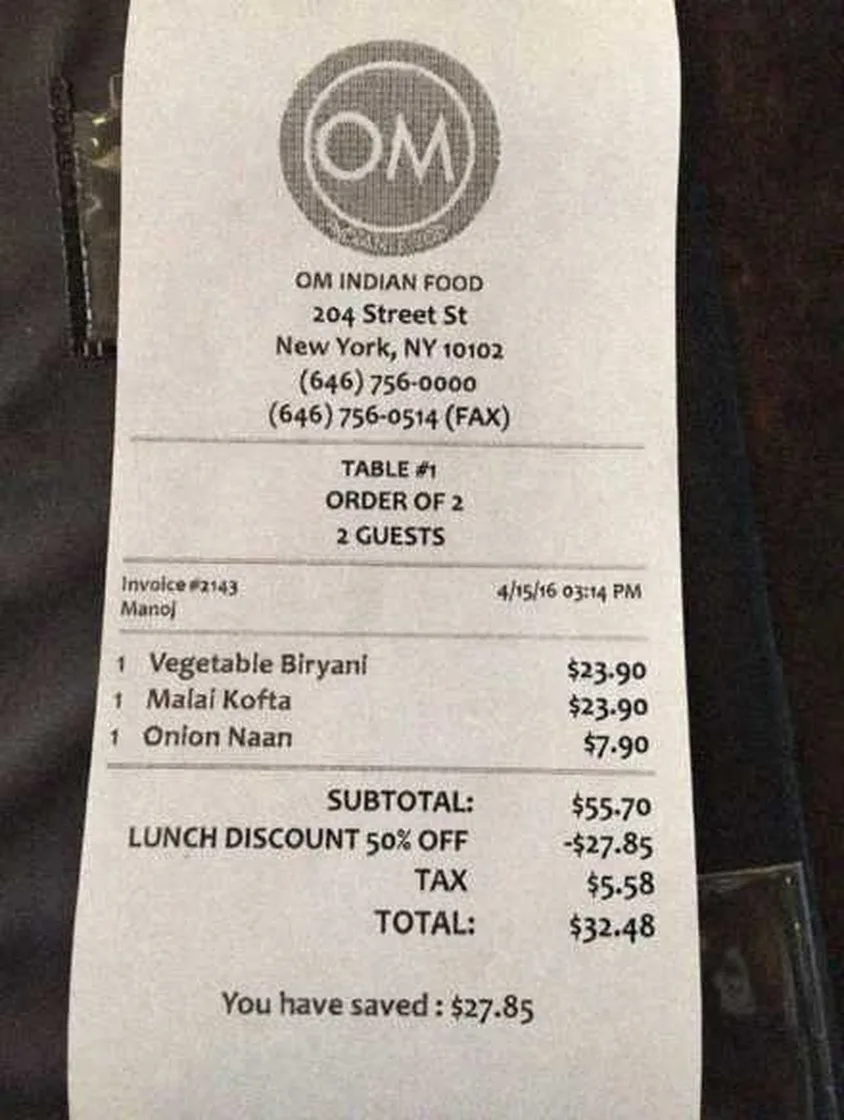 OM
OM INDIAN FOOD
204 Street St
New York, NY 10102
(646) 756-0000
(646) 756-0514 (FAX)
TABLE #1
ORDER OF 2
2 GUESTS
Invoice #2143 4/15/16 03:14 PM
Manoj
1 Vegetable Biryani $23.90
1 Malai Kofta $23.90
1 Onion Naan $7.90
SUBTOTAL: $55.70
LUNCH DISCOUNT 50% OFF -$27.85
TAX $5.58
TOTAL: $32.48
You have saved : $27.85